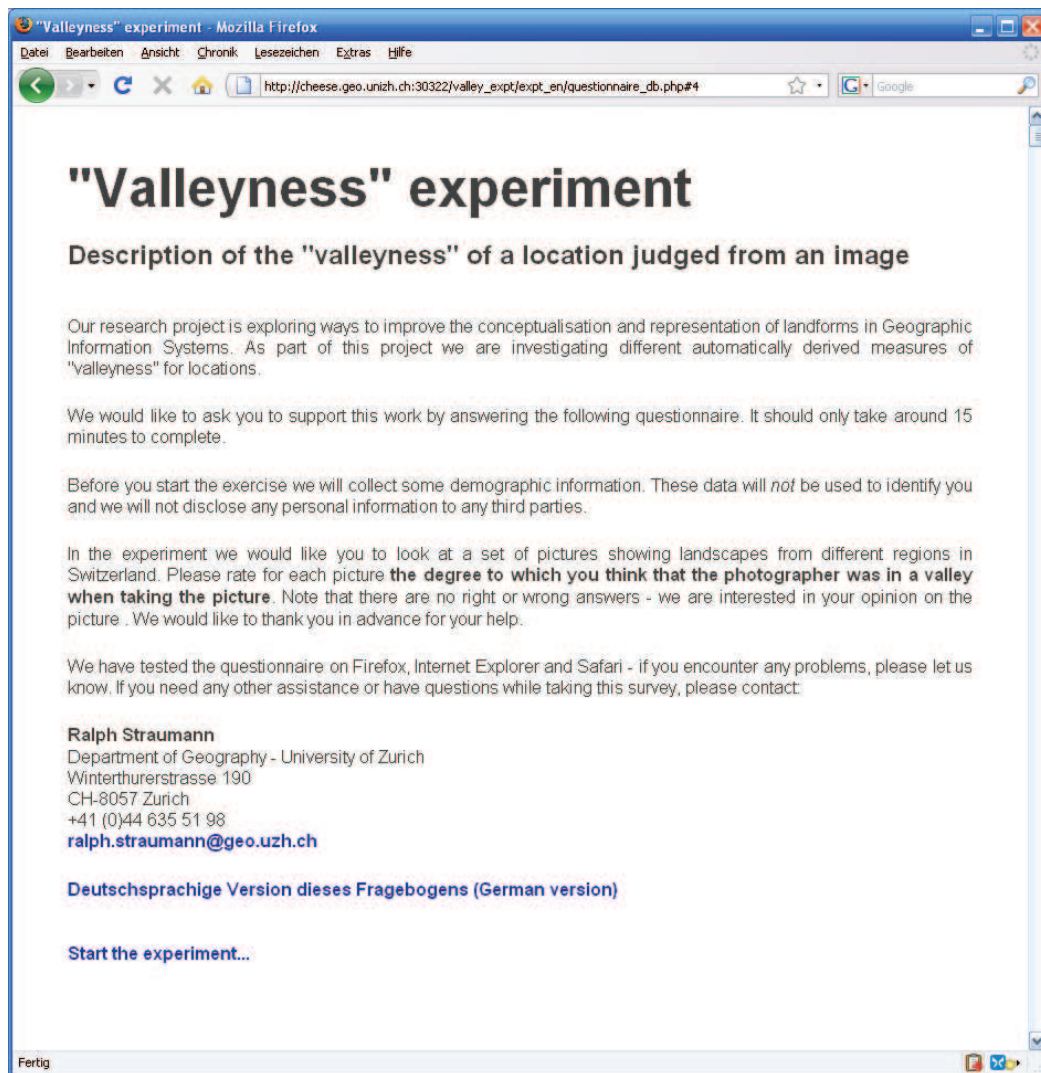 "Valleyness" experiment - Mozilla Firefox
Datei Bearbeiten Ansicht Chronik Lesezeichen Extras Hilfe
http://cheese.geo.unizh.ch:30322/valley_expt/expt_en/questionnaire_db.php#4
G Google
"Valleyness" experiment
Description of the "valleyness" of a location judged from an image
Our research project is exploring ways to improve the conceptualisation and representation of landforms in Geographic
Information Systems. As part of this project we are investigating different automatically derived measures of
"valleyness" for locations.
We would like to ask you to support this work by answering the following questionnaire. It should only take around 15
minutes to complete.
Before you start the exercise we will collect some demographic information. These data will not be used to identify you
and we will not disclose any personal information to any third parties.
In the experiment we would like you to look at a set of pictures showing landscapes from different regions in
Switzerland. Please rate for each picture the degree to which you think that the photographer was in a valley
when taking the picture. Note that there are no right or wrong answers - we are interested in your opinion on the
picture . We would like to thank you in advance for your help.
We have tested the questionnaire on Firefox, Internet Explorer and Safari - if you encounter any problems, please let us
know. If you need any other assistance or have questions while taking this survey, please contact:
Ralph Straumann
Department of Geography - University of Zurich
Winterthurerstrasse 190
CH-8057 Zurich
+41 (0)44 635 51 98
ralph.straumann@geo.uzh.ch
Deutschsprachige Version dieses Fragebogens (German version)
Start the experiment...
Fertig